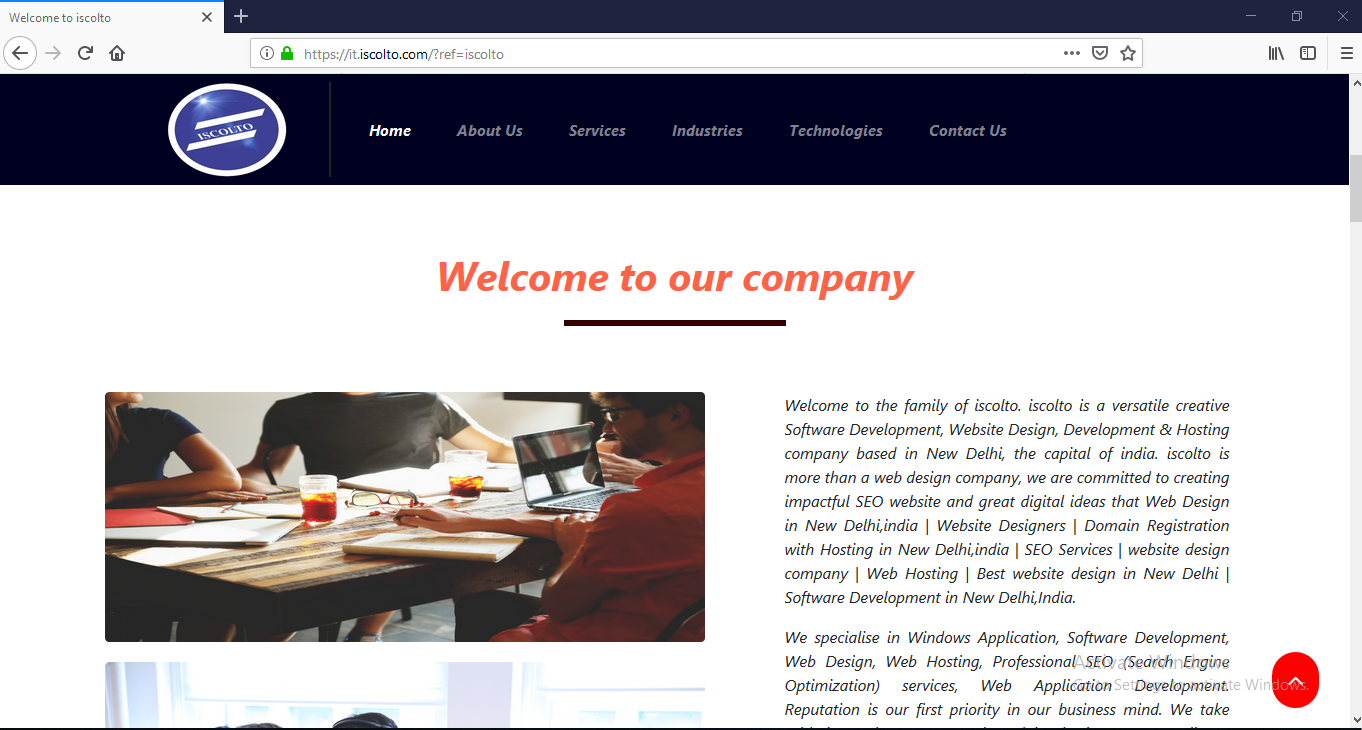 Welcome to iscolto
https://it.iscolto.com/?ref=iscolto
ISCOLTO
Home About Us Services Industries Technologies Contact Us
Welcome to our company
Welcome to the family of iscolto. iscolto is a versatile creative
Software Development, Website Design, Development & Hosting
company based in New Delhi, the capital of india. iscolto is
more than a web design company, we are committed to creating
impactful SEO website and great digital ideas that Web Design
in New Delhi,india | Website Designers | Domain Registration
with Hosting in New Delhi,india | SEO Services | website design
company | Web Hosting | Best website design in New Delhi |
Software Development in New Delhi,India.
We specialise in Windows Application, Software Development,
Web Design, Web Hosting, Professional SEO (Search Engine
Optimization) services, Web Application Development.
Reputation is our first priority in our business mind. We take
Activate Windows
Go to Settings to activate Windows.